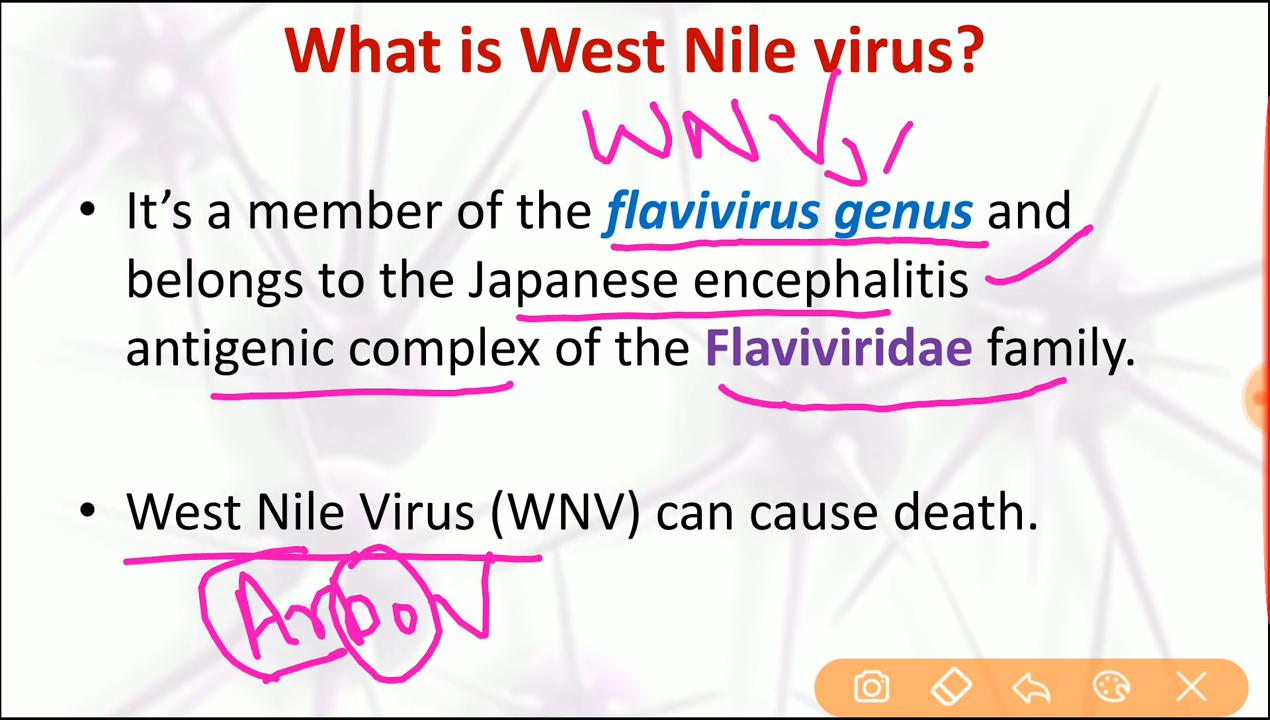 What is West Nile virus?
WNV
• It's a member of the flavivirus genus and
belongs to the Japanese encephalitis
antigenic complex of the Flaviviridae family.
• West Nile Virus (WNV) can cause death.
ArboV